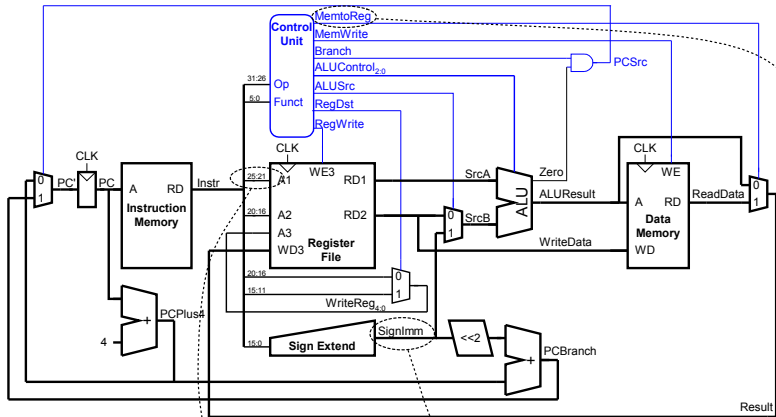 MemtoReg
Control
Unit
MemWrite
Branch
ALUControl2:0
PCSrc
31:26
Op
ALUSrc
5:0
Funct
RegDst
RegWrite
CLK
CLK
CLK
WE3
Zero
WE
0
1
PC'
PC
A
RD
Instr
25:21
A1
RD1
SrcA
ALU
ALUResult
A
RD
ReadData
0
1
Instruction
Memory
20:16
A2
RD2
0
1
SrcB
Data
Memory
A3
WD3
Register
File
WriteData
WD
20:16
0
15:11
1
WriteReg4:0
PCPlus4
+
4
SignImm
15:0
Sign Extend
<<2
+
PCBranch
Result